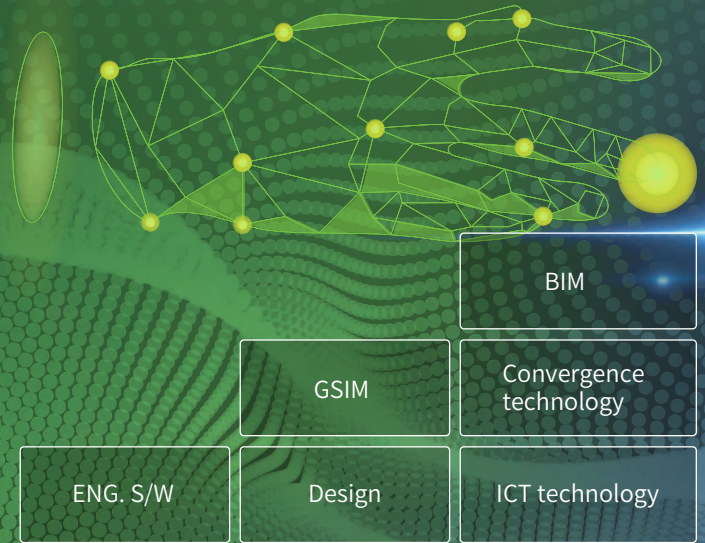 BIM
GSIM
Convergence
technology
ENG. S/W
Design
ICT technology